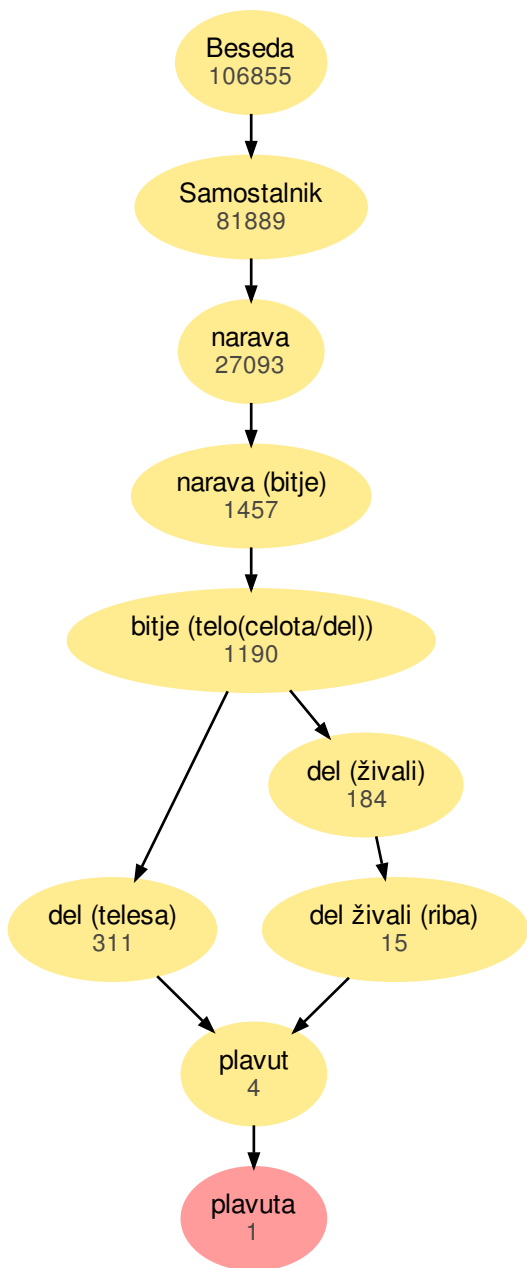 Beseda
106855
Samostalnik
81889
narava
27093
narava (bitje)
1457
bitje (telo(celota/del))
1190
del (živali)
184
del (telesa)
311
del živali (riba)
15
plavut
4
plavuta
1